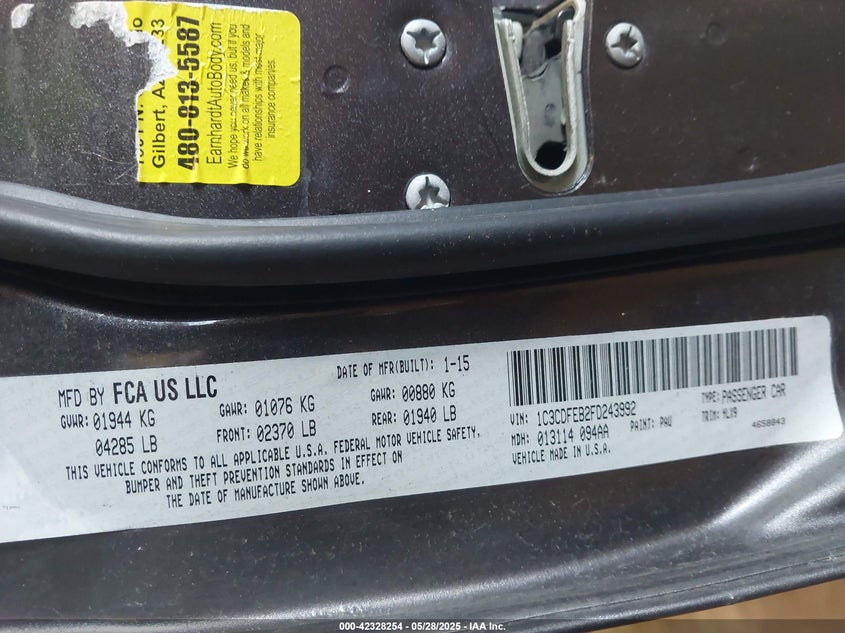 Gilbert, AZ
480-813-5587
EarnhardtAutoBody.com
We hope you never need us, but if you
do we work on all makes & models and
have relationships with most major
insurance companies.
MFD BY FCA US LLC
DATE OF MFR(BUILT): 1-15
GVWR: 01944 KG
04285 LB
GAWR: 01076 KG
FRONT: 02370 LB
GAWR: 00880 KG
REAR: 01940 LB
THIS VEHICLE CONFORMS TO ALL APPLICABLE U.S.A. FEDERAL MOTOR VEHICLE SAFETY,
BUMPER AND THEFT PREVENTION STANDARDS IN EFFECT ON
THE DATE OF MANUFACTURE SHOWN ABOVE.
VIN: 1C3CDFEB2FD243992
TYPE: PASSENGER CAR
MDH: 013114 094AA
PAINT: PAU
TRIM: HLX9
VEHICLE MADE IN U.S.A.
4658043
000-42328254 - 05/28/2025 - IAA Inc.